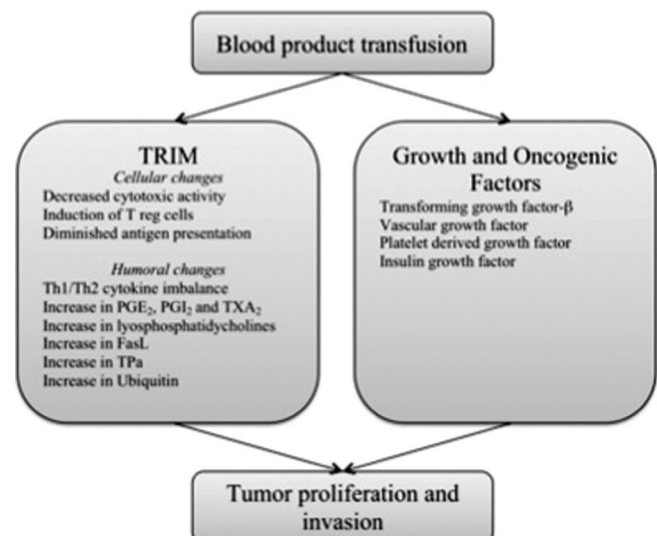 Blood product transfusion
TRIM
Cellular changes
Decreased cytotoxic activity
Induction of T reg cells
Diminished antigen presentation
Humoral changes
Th1/Th2 cytokine imbalance
Increase in PGE₂, PGI₂ and TXA₂
Increase in lyosphosphatidycholines
Increase in FasL
Increase in TPa
Increase in Ubiquitin
Growth and Oncogenic
Factors
Transforming growth factor-β
Vascular growth factor
Platelet derived growth factor
Insulin growth factor
Tumor proliferation and
invasion